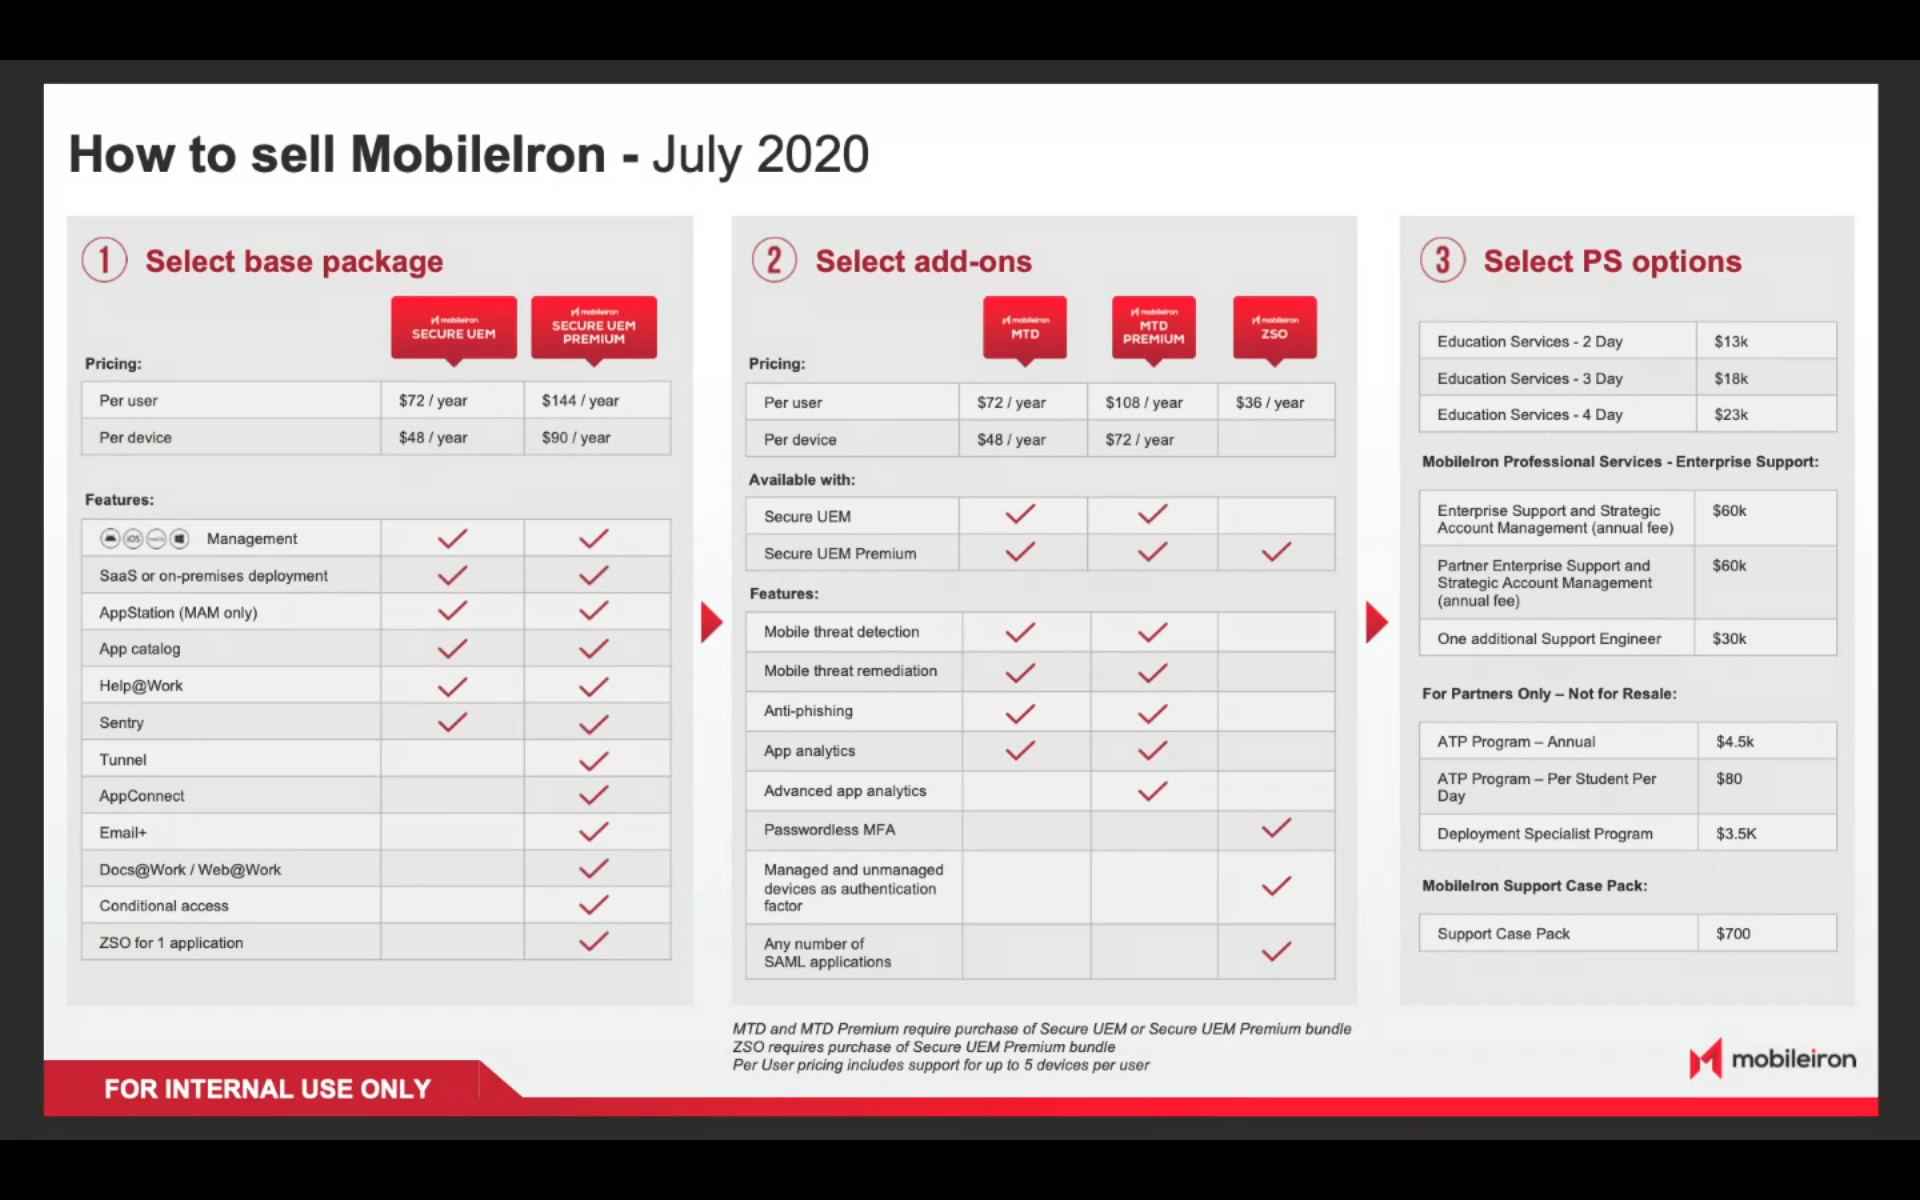 How to sell MobileIron - July 2020
1 Select base package
mobileiron SECURE UEM
mobileiron SECURE UEM PREMIUM
Pricing:
Per user $72 / year $144 / year
Per device $48 / year $90 / year
Features:
iOS macOS Management
SaaS or on-premises deployment
AppStation (MAM only)
App catalog
Help@Work
Sentry
Tunnel
AppConnect
Email+
Docs@Work / Web@Work
Conditional access
ZSO for 1 application
2 Select add-ons
mobileiron MTD
mobileiron MTD PREMIUM
mobileiron ZSO
Pricing:
Per user $72 / year $108 / year $36 / year
Per device $48 / year $72 / year
Available with:
Secure UEM
Secure UEM Premium
Features:
Mobile threat detection
Mobile threat remediation
Anti-phishing
App analytics
Advanced app analytics
Passwordless MFA
Managed and unmanaged
devices as authentication
factor
Any number of
SAML applications
MTD and MTD Premium require purchase of Secure UEM or Secure UEM Premium bundle
ZSO requires purchase of Secure UEM Premium bundle
Per User pricing includes support for up to 5 devices per user
3 Select PS options
Education Services - 2 Day $13k
Education Services - 3 Day $18k
Education Services - 4 Day $23k
MobileIron Professional Services - Enterprise Support:
Enterprise Support and Strategic $60k
Account Management (annual fee)
Partner Enterprise Support and $60k
Strategic Account Management
(annual fee)
One additional Support Engineer $30k
For Partners Only – Not for Resale:
ATP Program – Annual $4.5k
ATP Program – Per Student Per $80
Day
Deployment Specialist Program $3.5K
MobileIron Support Case Pack:
Support Case Pack $700
FOR INTERNAL USE ONLY
mobileiron